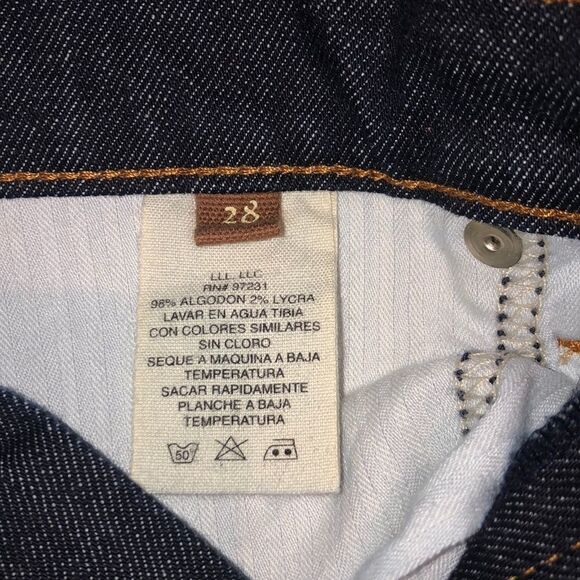 28
LLL, LLC
RN# 97231
98% ALGODON 2% LYCRA
LAVAR EN AGUA TIBIA
CON COLORES SIMILARES
SIN CLORO
SEQUE A MAQUINA A BAJA
TEMPERATURA
SACAR RAPIDAMENTE
PLANCHE A BAJA
TEMPERATURA
50